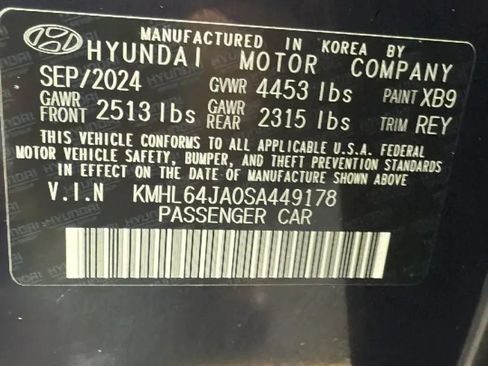 MANUFACTURED IN KOREA BY
HYUNDAI MOTOR COMPANY
SEP/2024 GVWR 4453 lbs PAINT XB9
GAWR FRONT 2513 lbs GAWR REAR 2315 lbs TRIM REY
THIS VEHICLE CONFORMS TO ALL APPLICABLE U.S.A. FEDERAL
MOTOR VEHICLE SAFETY, BUMPER, AND THEFT PREVENTION STANDARDS
IN EFFECT ON THE DATE OF MANUFACTURE SHOWN ABOVE.
V.I.N KMHL64JA0SA449178
PASSENGER CAR